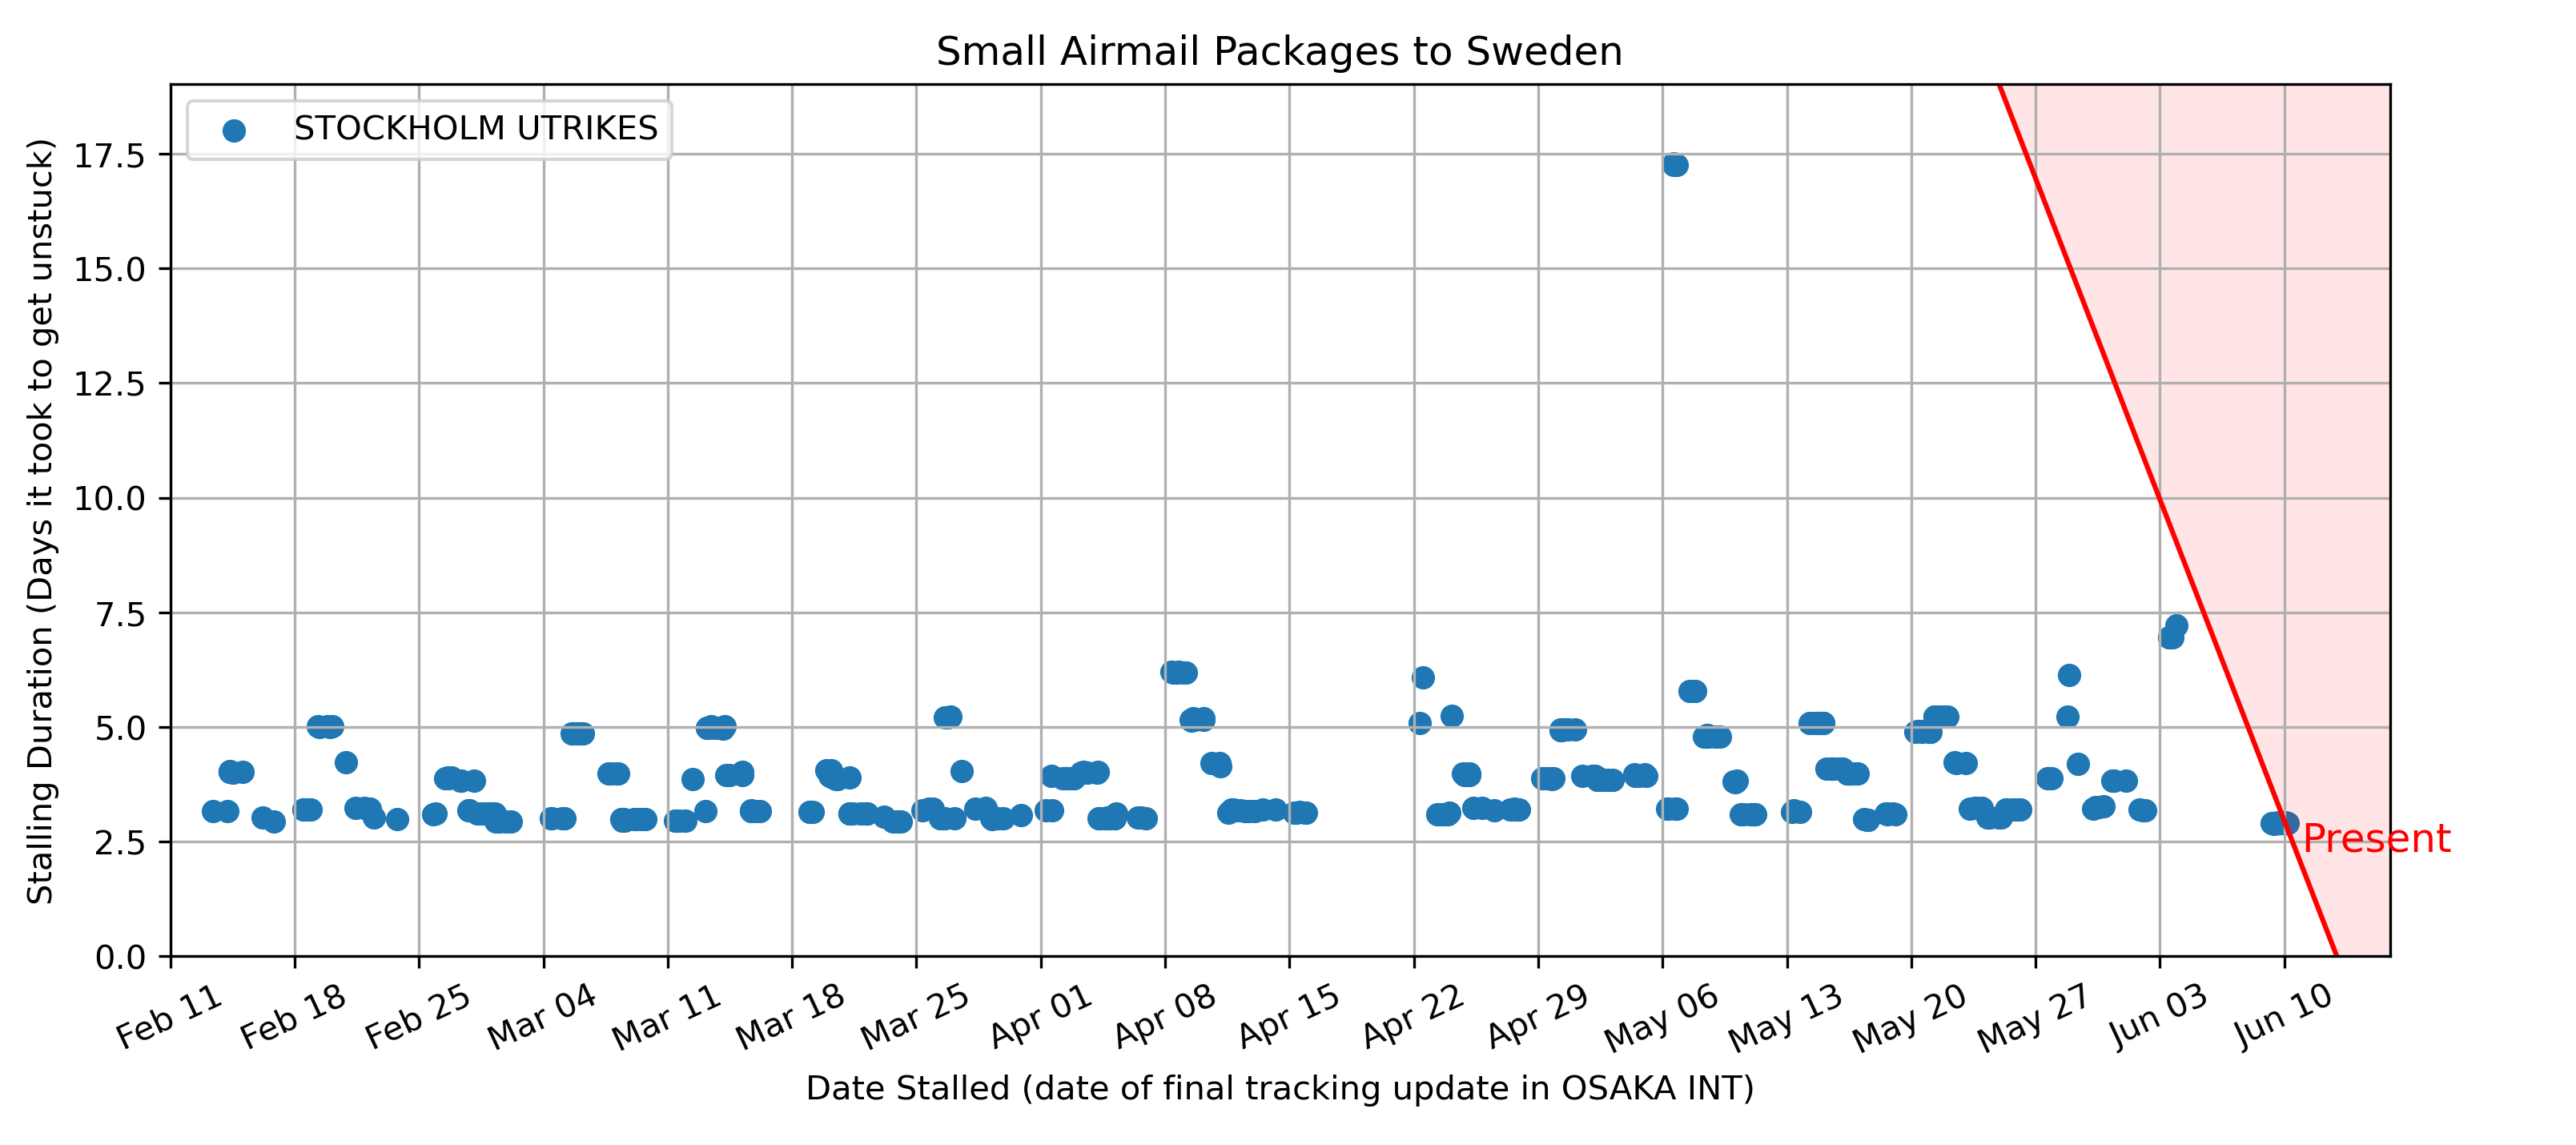 Small Airmail Packages to Sweden
STOCKHOLM UTRIKES
Stalling Duration (Days it took to get unstuck)
17.5
15.0
12.5
10.0
7.5
5.0
2.5
0.0
Present
Feb 11
Feb 18
Feb 25
Mar 04
Mar 11
Mar 18
Mar 25
Apr 01
Apr 08
Apr 15
Apr 22
Apr 29
May 06
May 13
May 20
May 27
Jun 03
Jun 10
Date Stalled (date of final tracking update in OSAKA INT)